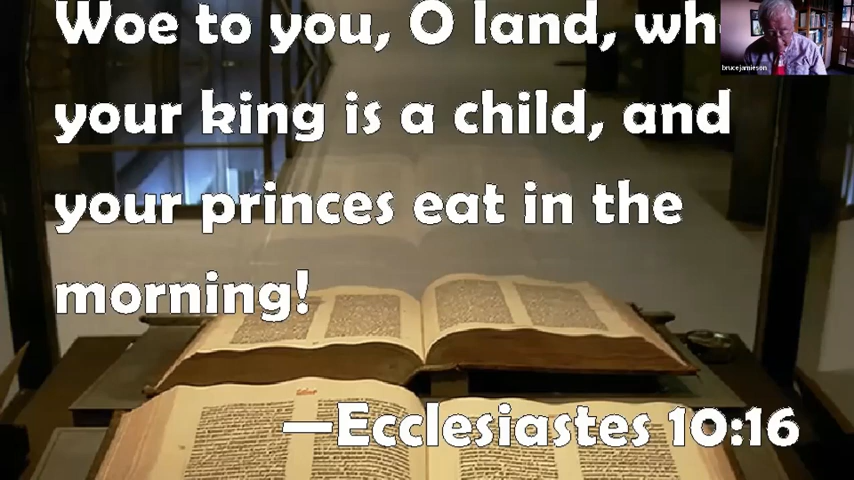 Woe to you, O land, wh
your king is a child, and
your princes eat in the
morning!
—Ecclesiastes 10:16
brucejamieson